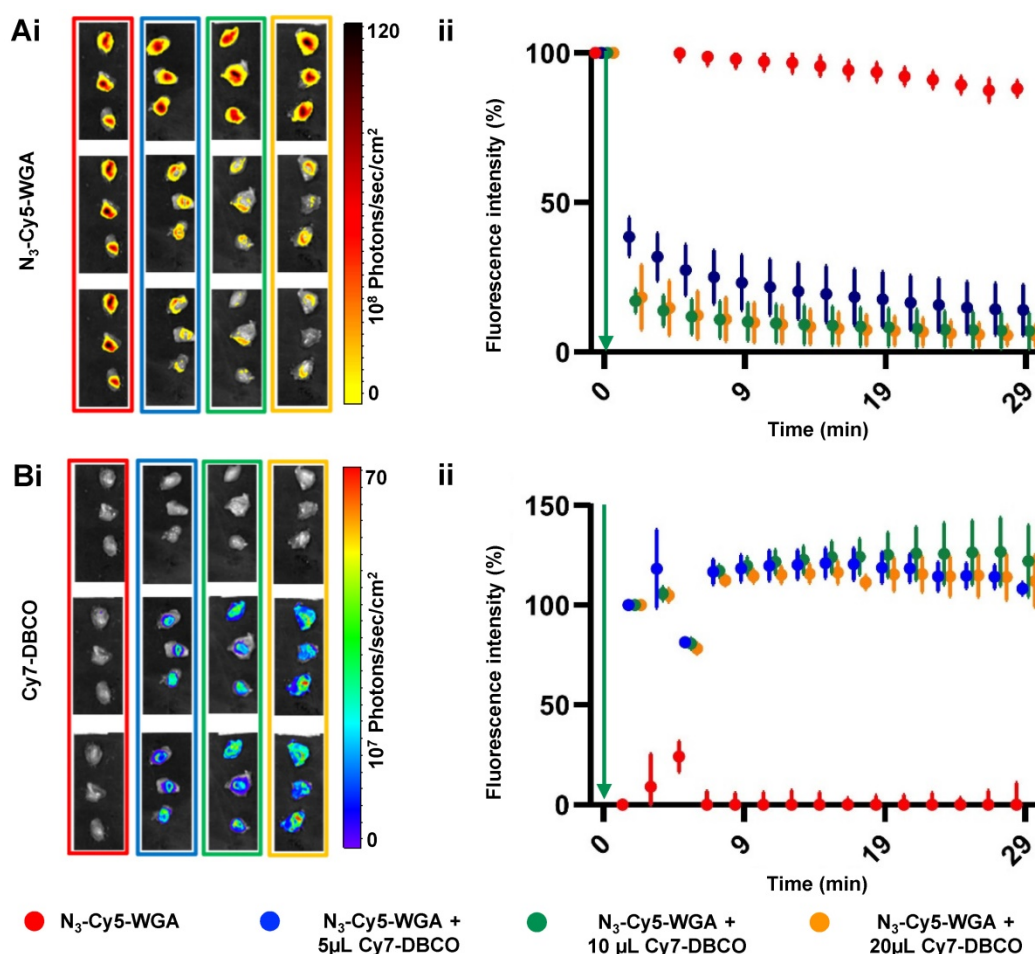 Ai
N₃-Cy5-WGA
120
10⁸ Photons/sec/cm²
0
ii
Fluorescence intensity (%)
100
50
0
0
9
19
29
Time (min)
Bi
Cy7-DBCO
70
10⁷ Photons/sec/cm²
0
ii
Fluorescence intensity (%)
150
100
50
0
0
9
19
29
Time (min)
N₃-Cy5-WGA
N₃-Cy5-WGA +
5µL Cy7-DBCO
N₃-Cy5-WGA +
10 µL Cy7-DBCO
N₃-Cy5-WGA +
20µL Cy7-DBCO